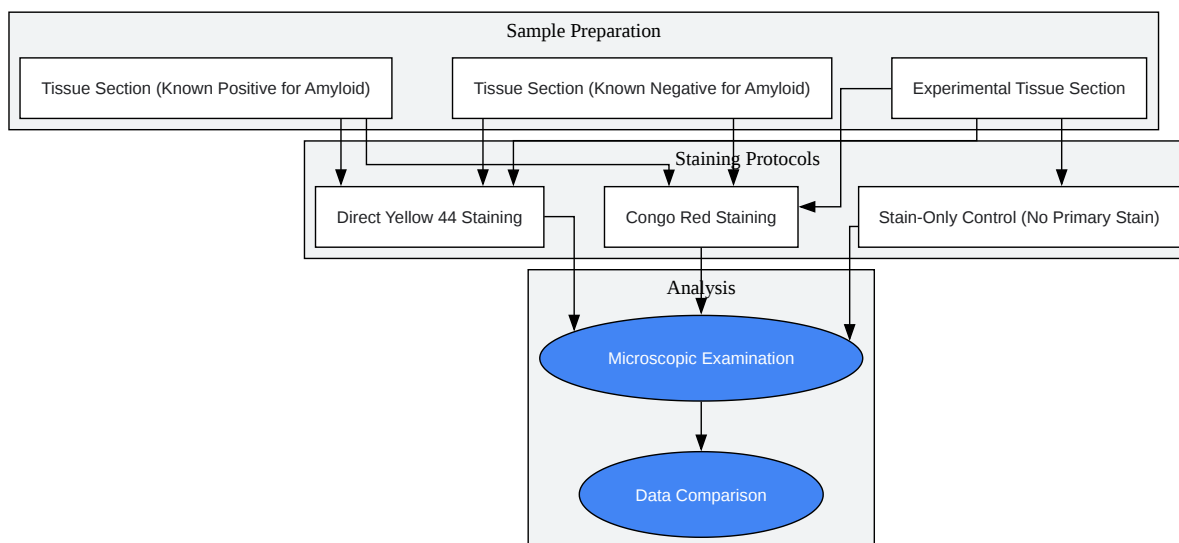 Sample Preparation
Tissue Section (Known Positive for Amyloid)
Tissue Section (Known Negative for Amyloid)
Experimental Tissue Section
Staining Protocols
Direct Yellow 44 Staining
Congo Red Staining
Stain-Only Control (No Primary Stain)
Analysis
Microscopic Examination
Data Comparison